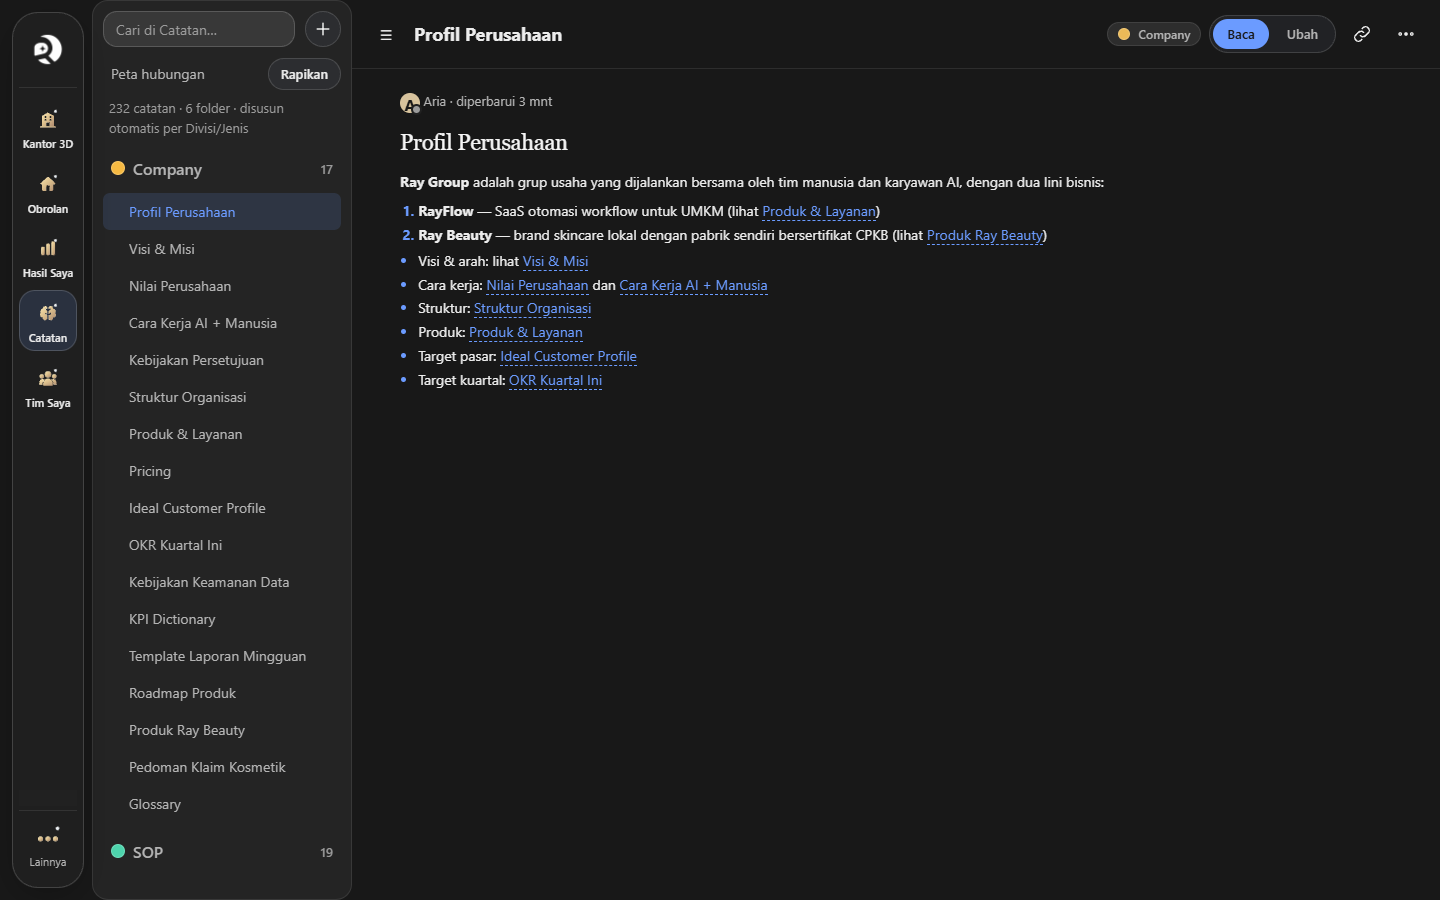 Kantor 3D
Obrolan
Hasil Saya
Catatan
Tim Saya
Lainnya
Cari di Catatan...
Peta hubungan
Rapikan
232 catatan · 6 folder · disusun
otomatis per Divisi/Jenis
Company 17
Profil Perusahaan
Visi & Misi
Nilai Perusahaan
Cara Kerja AI + Manusia
Kebijakan Persetujuan
Struktur Organisasi
Produk & Layanan
Pricing
Ideal Customer Profile
OKR Kuartal Ini
Kebijakan Keamanan Data
KPI Dictionary
Template Laporan Mingguan
Roadmap Produk
Produk Ray Beauty
Pedoman Klaim Kosmetik
Glossary
SOP 19
Profil Perusahaan
Company
Baca
Ubah
A Aria · diperbarui 3 mnt
Profil Perusahaan
Ray Group adalah grup usaha yang dijalankan bersama oleh tim manusia dan karyawan AI, dengan dua lini bisnis:
1. RayFlow — SaaS otomasi workflow untuk UMKM (lihat Produk & Layanan)
2. Ray Beauty — brand skincare lokal dengan pabrik sendiri bersertifikat CPKB (lihat Produk Ray Beauty)
• Visi & arah: lihat Visi & Misi
• Cara kerja: Nilai Perusahaan dan Cara Kerja AI + Manusia
• Struktur: Struktur Organisasi
• Produk: Produk & Layanan
• Target pasar: Ideal Customer Profile
• Target kuartal: OKR Kuartal Ini